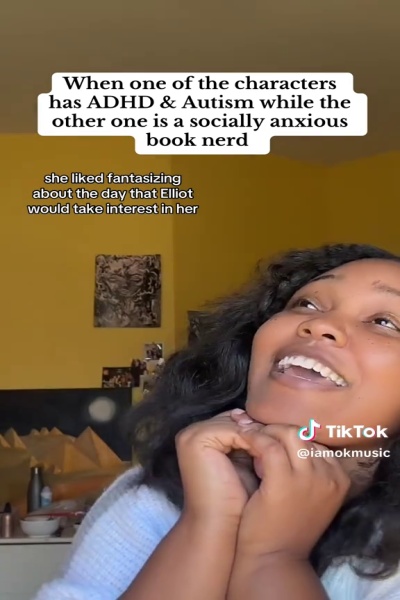 When one of the characters
has ADHD & Autism while the
other one is a socially anxious
book nerd
she liked fantasizing
about the day that Elliot
would take interest in her
TikTok
@iamokmusic